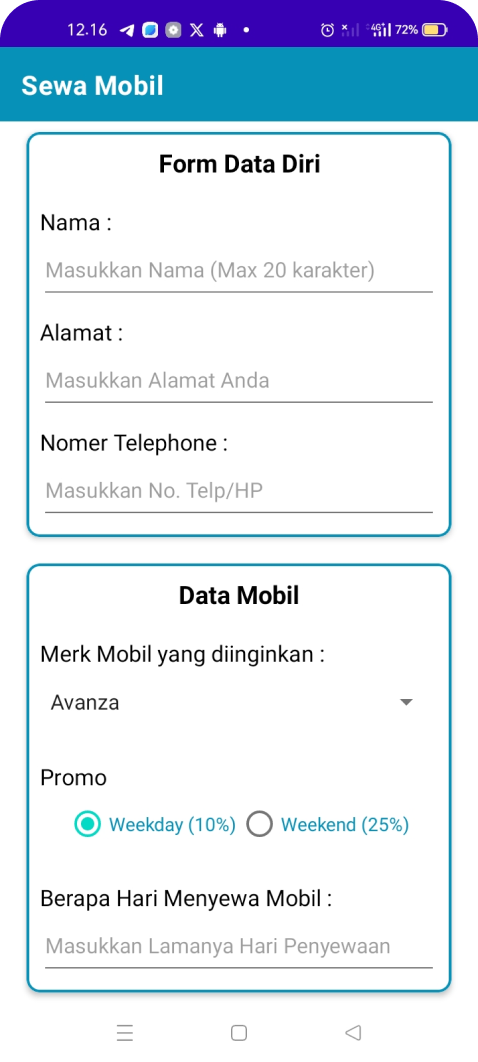 12.16
4G+
72%
Sewa Mobil
Form Data Diri
Nama :
Masukkan Nama (Max 20 karakter)
Alamat :
Masukkan Alamat Anda
Nomer Telephone :
Masukkan No. Telp/HP
Data Mobil
Merk Mobil yang diinginkan :
Avanza
Promo
Weekday (10%) Weekend (25%)
Berapa Hari Menyewa Mobil :
Masukkan Lamanya Hari Penyewaan